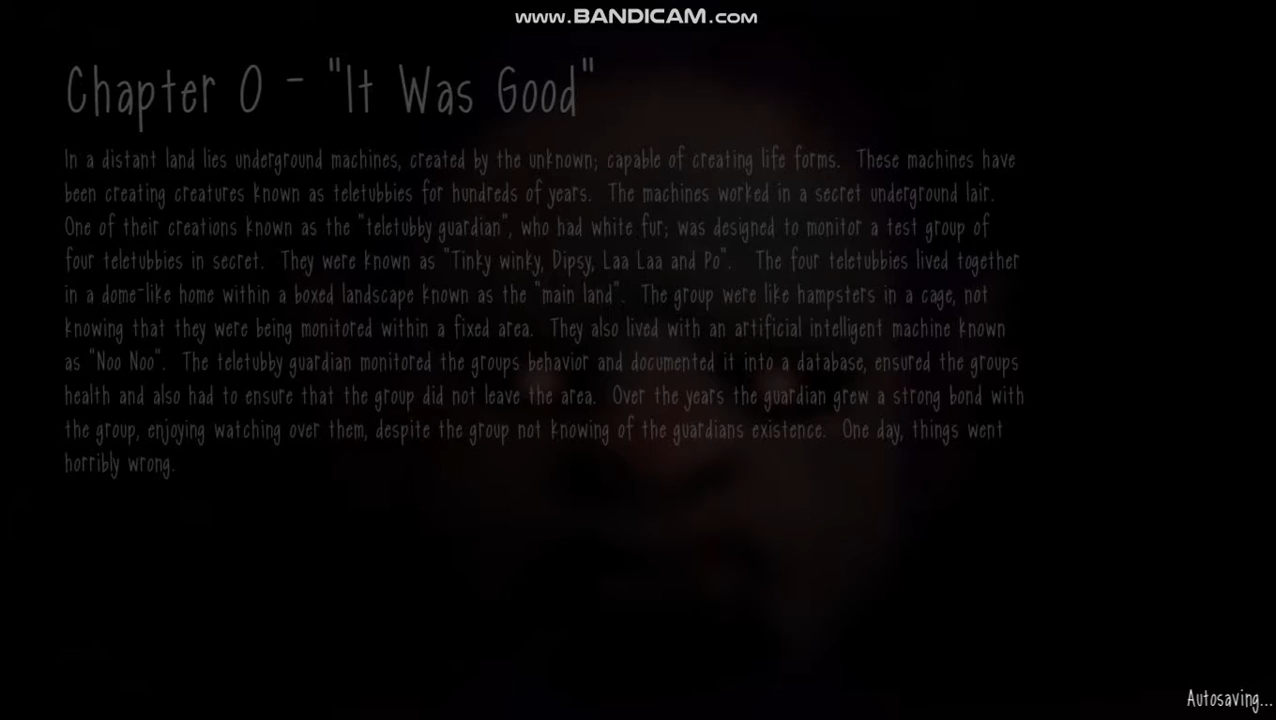 www.BANDICAM.com
Chapter 0 - "It Was Good"
In a distant land lies underground machines, created by the unknown; capable of creating life forms. These machines have
been creating creatures known as teletubbies for hundreds of years. The machines worked in a secret underground lair.
One of their creations known as the "teletubby guardian", who had white fur; was designed to monitor a test group of
four teletubbies in secret. They were known as "Tinky winky, Dipsy, Laa Laa and Po". The four teletubbies lived together
in a dome-like home within a boxed landscape known as the "main land". The group were like hampsters in a cage, not
knowing that they were being monitored within a fixed area. They also lived with an artificial intelligent machine known
as "Noo Noo". The teletubby guardian monitored the groups behavior and documented it into a database, ensured the groups
health and also had to ensure that the group did not leave the area. Over the years the guardian grew a strong bond with
the group, enjoying watching over them, despite the group not knowing of the guardians existence. One day, things went
horribly wrong.
Autosaving...